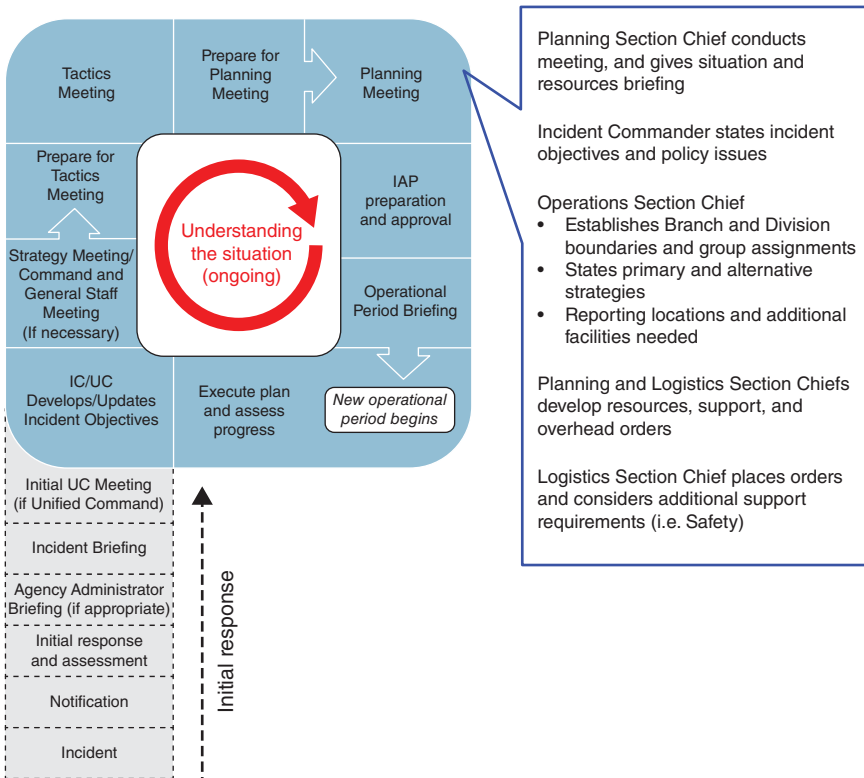 Tactics
Meeting
Prepare for
Planning
Meeting
Planning
Meeting
Prepare for
Tactics
Meeting
Understanding
the situation
(ongoing)
IAP
preparation
and approval
Strategy Meeting/
Command and
General Staff
Meeting
(If necessary)
Operational
Period Briefing
IC/UC
Develops/Updates
Incident Objectives
Execute plan
and assess
progress
New operational
period begins
Initial UC Meeting
(if Unified Command)
Incident Briefing
Agency Administrator
Briefing (if appropriate)
Initial response
and assessment
Notification
Incident
Initial response
Planning Section Chief conducts
meeting, and gives situation and
resources briefing
Incident Commander states incident
objectives and policy issues
Operations Section Chief
• Establishes Branch and Division
boundaries and group assignments
• States primary and alternative
strategies
• Reporting locations and additional
facilities needed
Planning and Logistics Section Chiefs
develop resources, support, and
overhead orders
Logistics Section Chief places orders
and considers additional support
requirements (i.e. Safety)